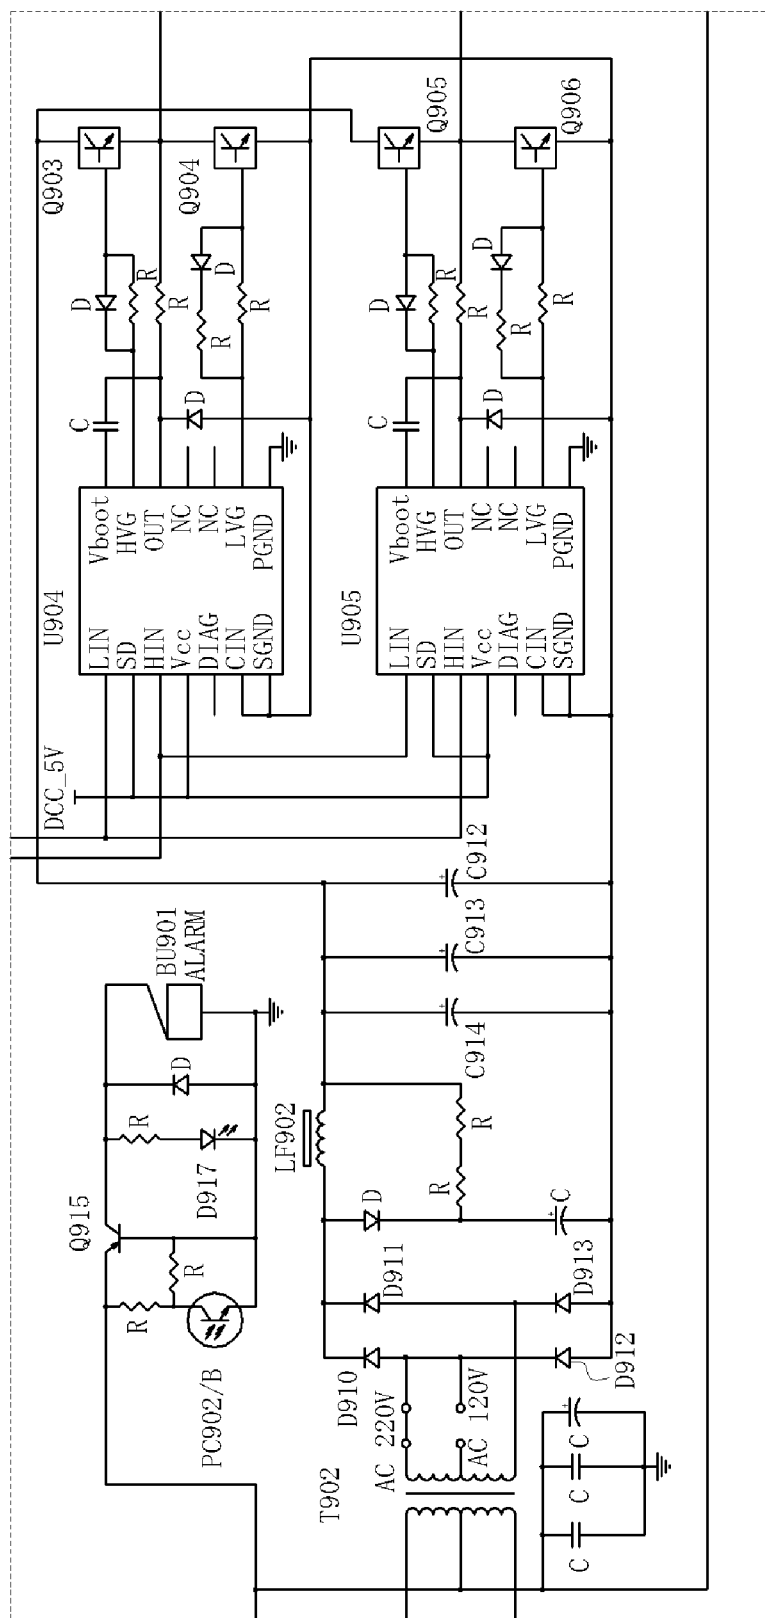 Q903
Q904
Q905
Q906
D
R
R
D
R
R
D
R
R
D
R
R
C
D
C
D
Vboot
HVG
OUT
NC
NC
LVG
PGND
U904
LIN
SD
HIN
Vcc
DIAG
CIN
SGND
Vboot
HVG
OUT
NC
NC
LVG
PGND
U905
LIN
SD
HIN
Vcc
DIAG
CIN
SGND
DCC_5V
+
C912
+
C913
+
C914
BU901
ALARM
D
R
D917
Q915
R
R
PC902/B
LF902
R
R
D
+
C
D911
D913
D910
D912
AC 220V
AC 120V
T902
+
C
C
C